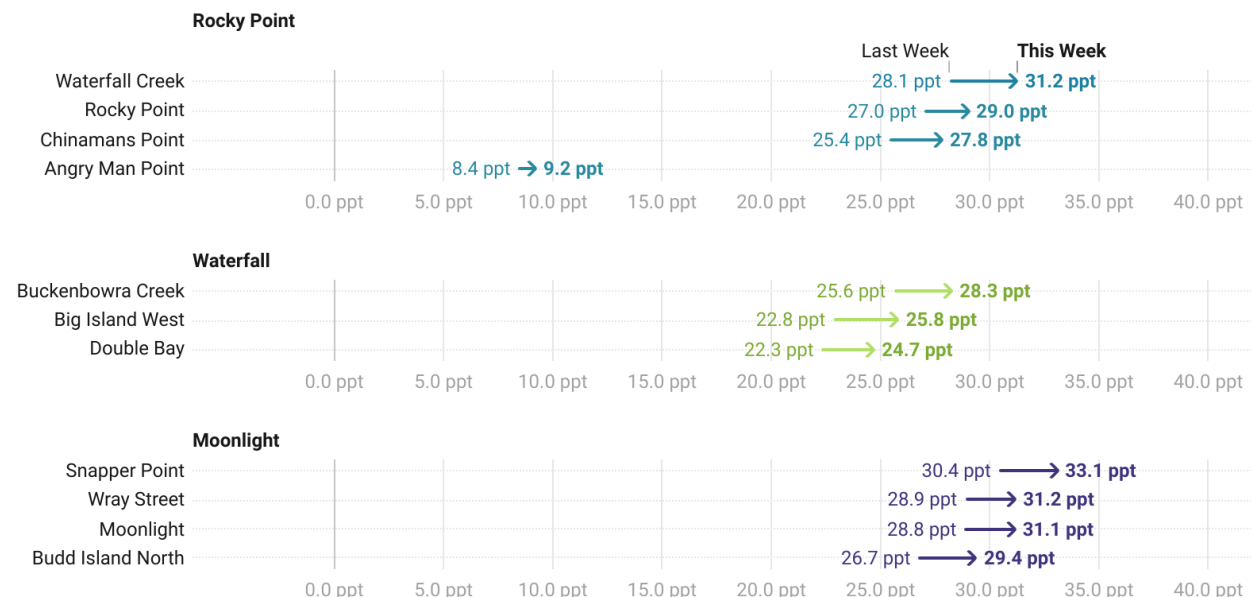 Rocky Point
Last Week This Week
Waterfall Creek 28.1 ppt 31.2 ppt
Rocky Point 27.0 ppt 29.0 ppt
Chinamans Point 25.4 ppt 27.8 ppt
Angry Man Point 8.4 ppt 9.2 ppt
0.0 ppt 5.0 ppt 10.0 ppt 15.0 ppt 20.0 ppt 25.0 ppt 30.0 ppt 35.0 ppt 40.0 ppt
Waterfall
Buckenbowra Creek 25.6 ppt 28.3 ppt
Big Island West 22.8 ppt 25.8 ppt
Double Bay 22.3 ppt 24.7 ppt
0.0 ppt 5.0 ppt 10.0 ppt 15.0 ppt 20.0 ppt 25.0 ppt 30.0 ppt 35.0 ppt 40.0 ppt
Moonlight
Snapper Point 30.4 ppt 33.1 ppt
Wray Street 28.9 ppt 31.2 ppt
Moonlight 28.8 ppt 31.1 ppt
Budd Island North 26.7 ppt 29.4 ppt
0.0 ppt 5.0 ppt 10.0 ppt 15.0 ppt 20.0 ppt 25.0 ppt 30.0 ppt 35.0 ppt 40.0 ppt